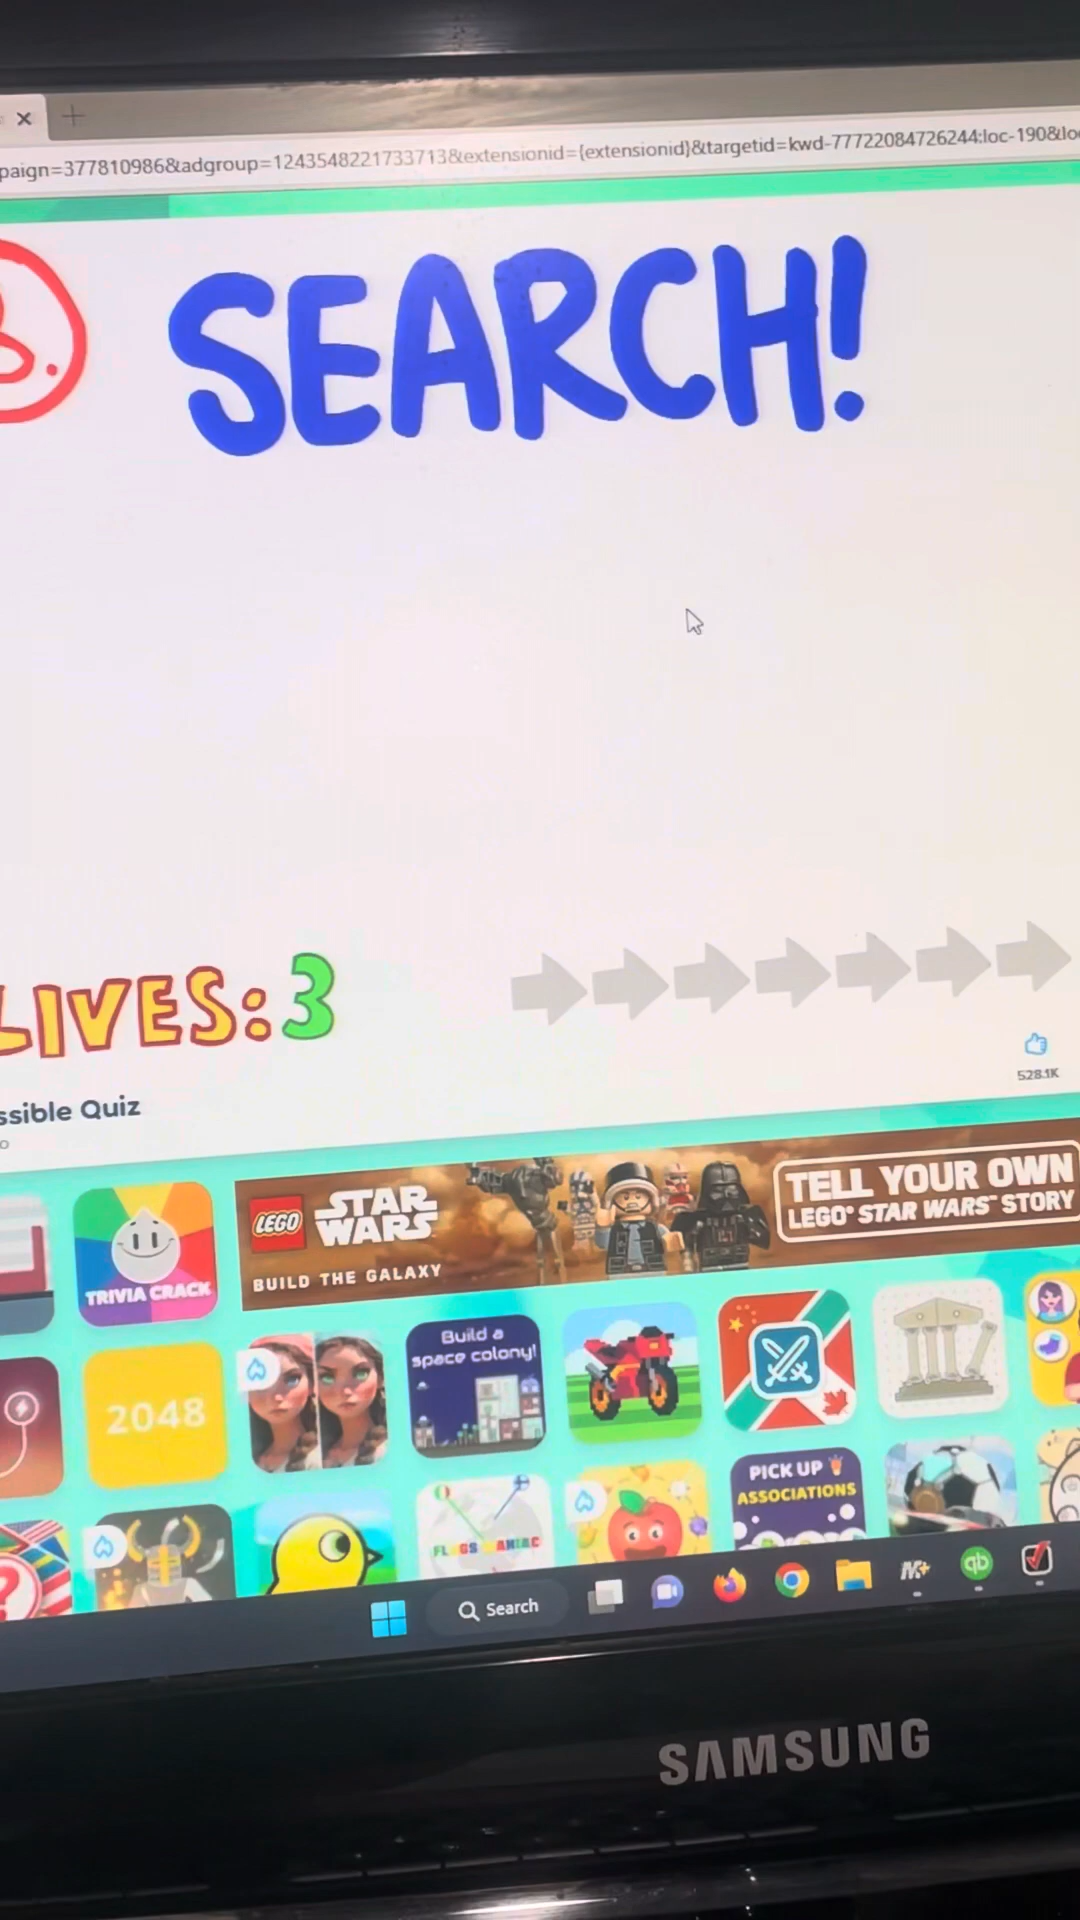 paign=377810986&adgroup=1243548221733713&extensionid={extensionid}&targetid=kwd-77722084726244:loc-190&lo
SEARCH!
LIVES:3
528.1K
ssible Quiz
TRIVIA CRACK
LEGO STAR WARS
BUILD THE GALAXY
TELL YOUR OWN
LEGO® STAR WARS™ STORY
2048
Build a
space colony!
PICK UP
ASSOCIATIONS
Search
M+
qb
SAMSUNG